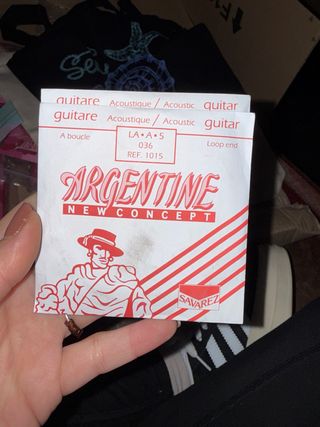 guitare Acoustique / Acoustic guitar
guitare Acoustique / Acoustic guitar
A boucle LA•A•5 Loop end
036
REF. 1015
ARGENTINE
NEW CONCEPT
SAVAREZ